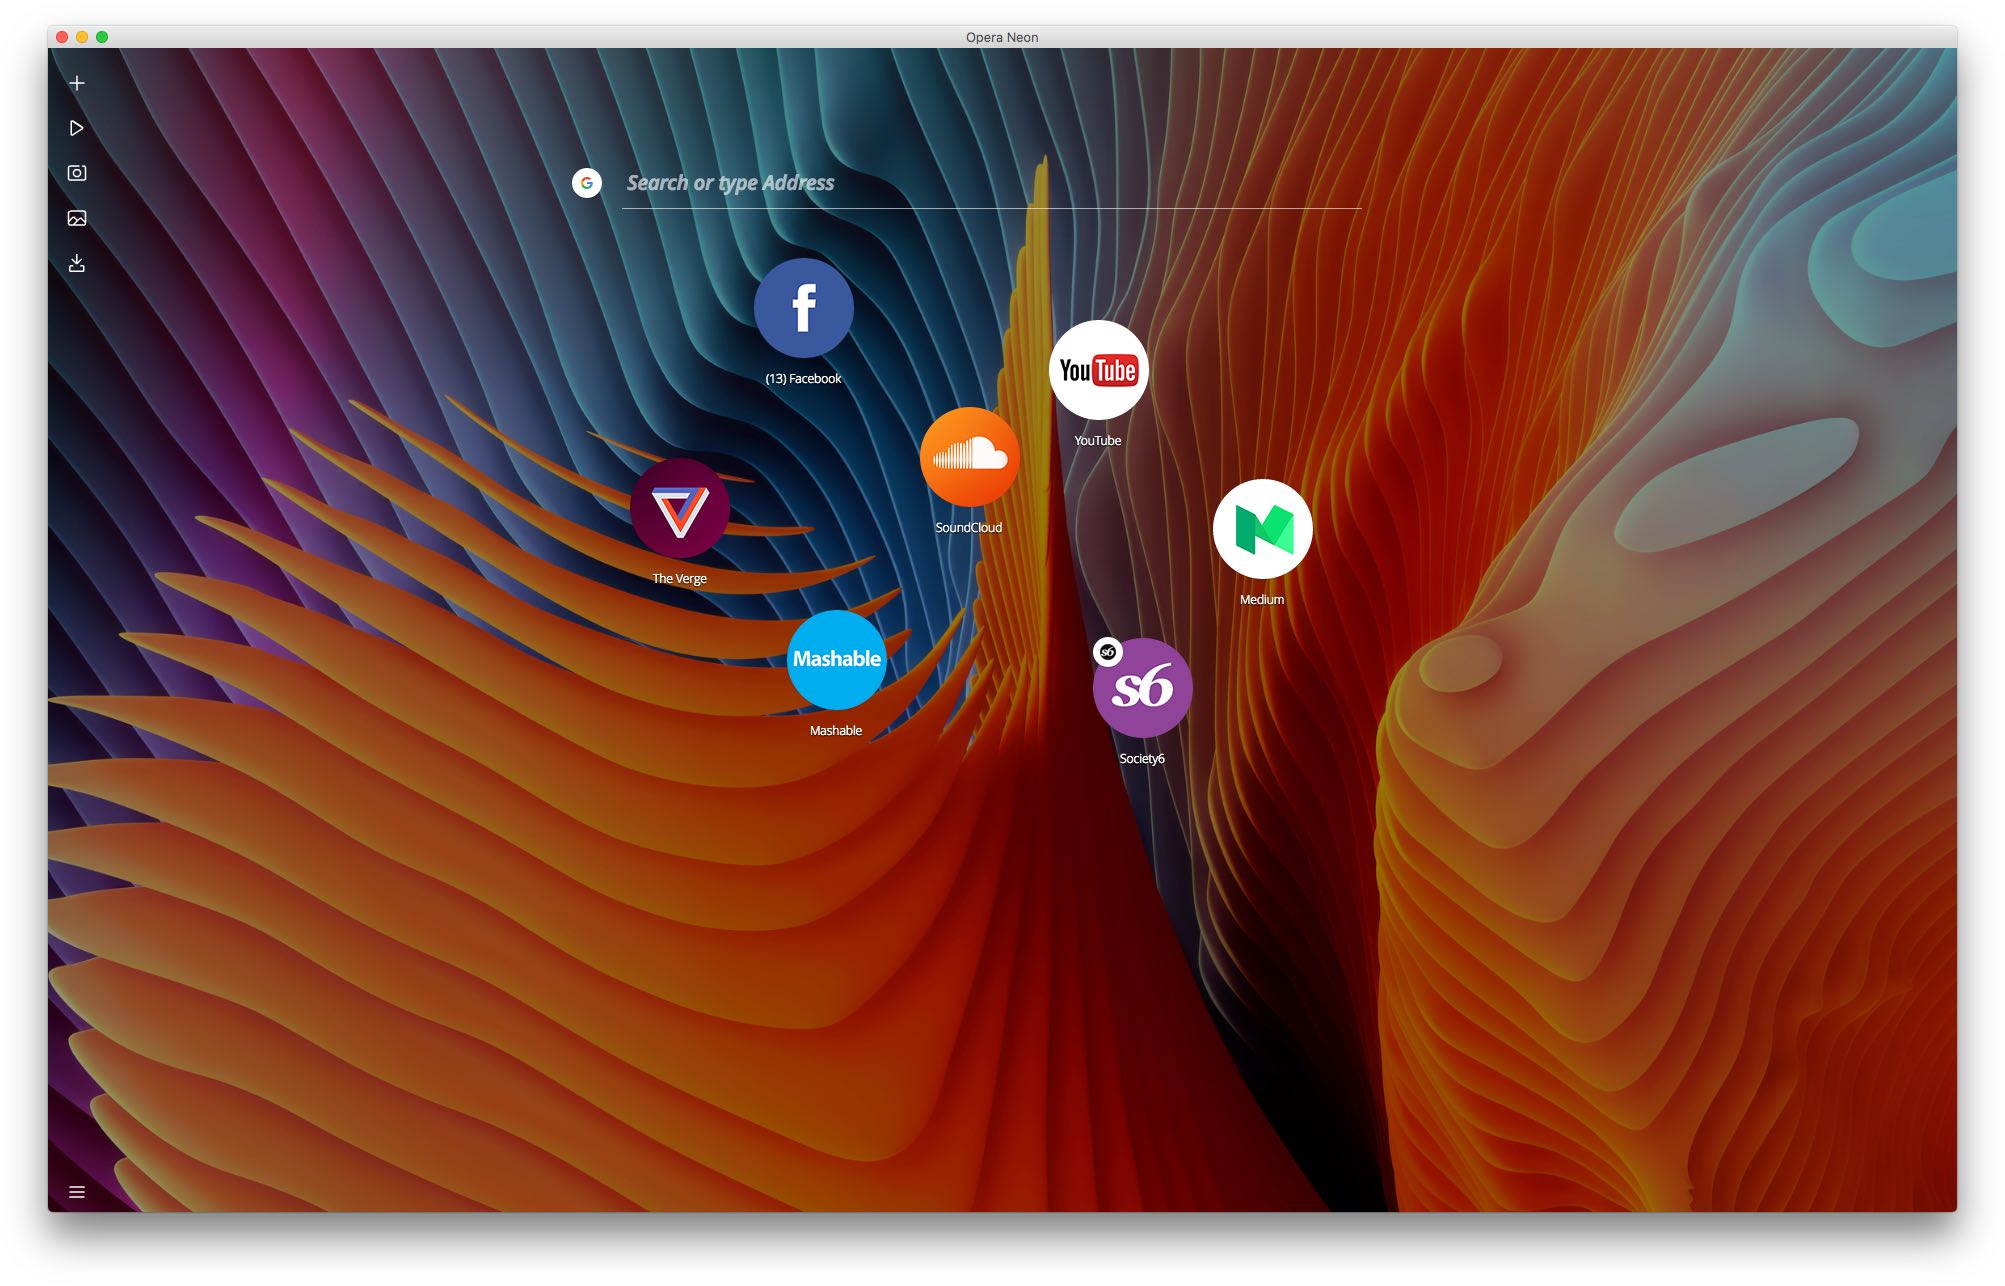 Opera Neon
G
Search or type Address
f
(13) Facebook
YouTube
YouTube
SoundCloud
The Verge
Medium
Mashable
Mashable
s6
s6
Society6